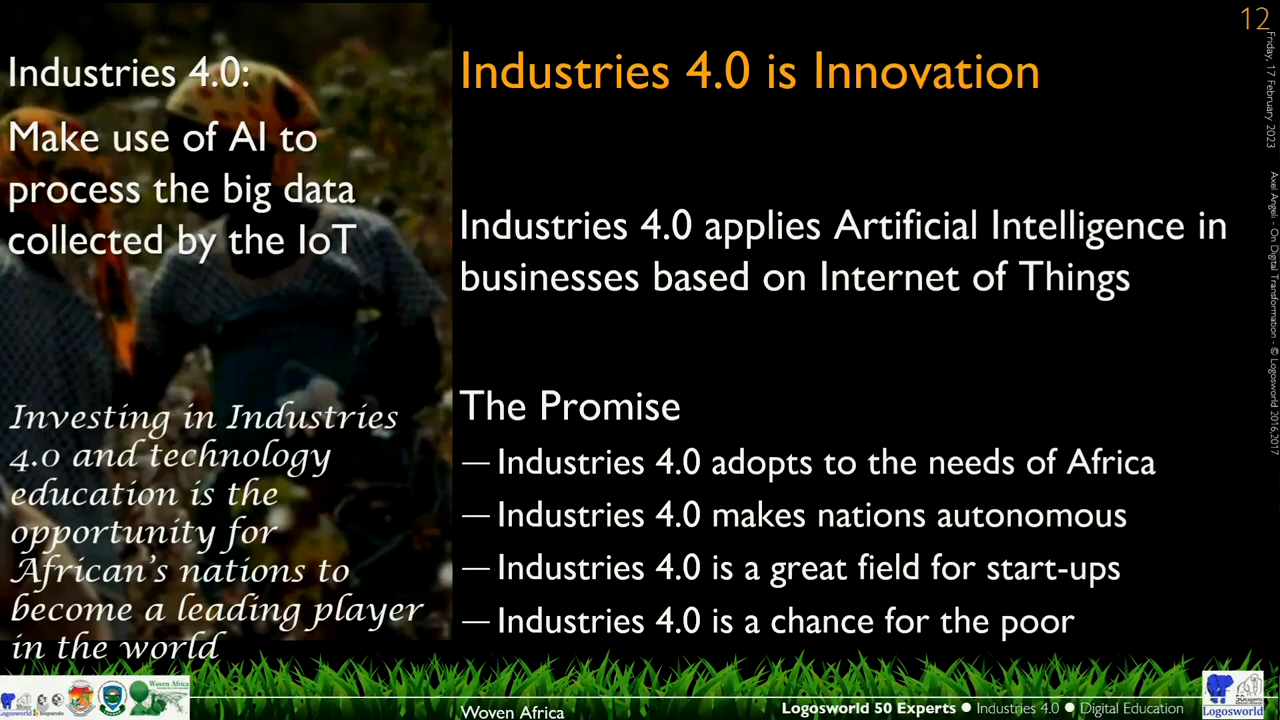 12
Industries 4.0:
Make use of AI to
process the big data
collected by the IoT
Investing in Industries
4.0 and technology
education is the
opportunity for
African's nations to
become a leading player
in the world
Industries 4.0 is Innovation
Industries 4.0 applies Artificial Intelligence in
businesses based on Internet of Things
The Promise
— Industries 4.0 adopts to the needs of Africa
— Industries 4.0 makes nations autonomous
— Industries 4.0 is a great field for start-ups
— Industries 4.0 is a chance for the poor
Friday, 17 February 2023
Axel Angeli - On Digital Transformation - © Logosworld 2016.2017
Logosworld
Woven Africa
Woven Africa
Logosworld 50 Experts ● Industries 4.0 ● Digital Education
Logosworld